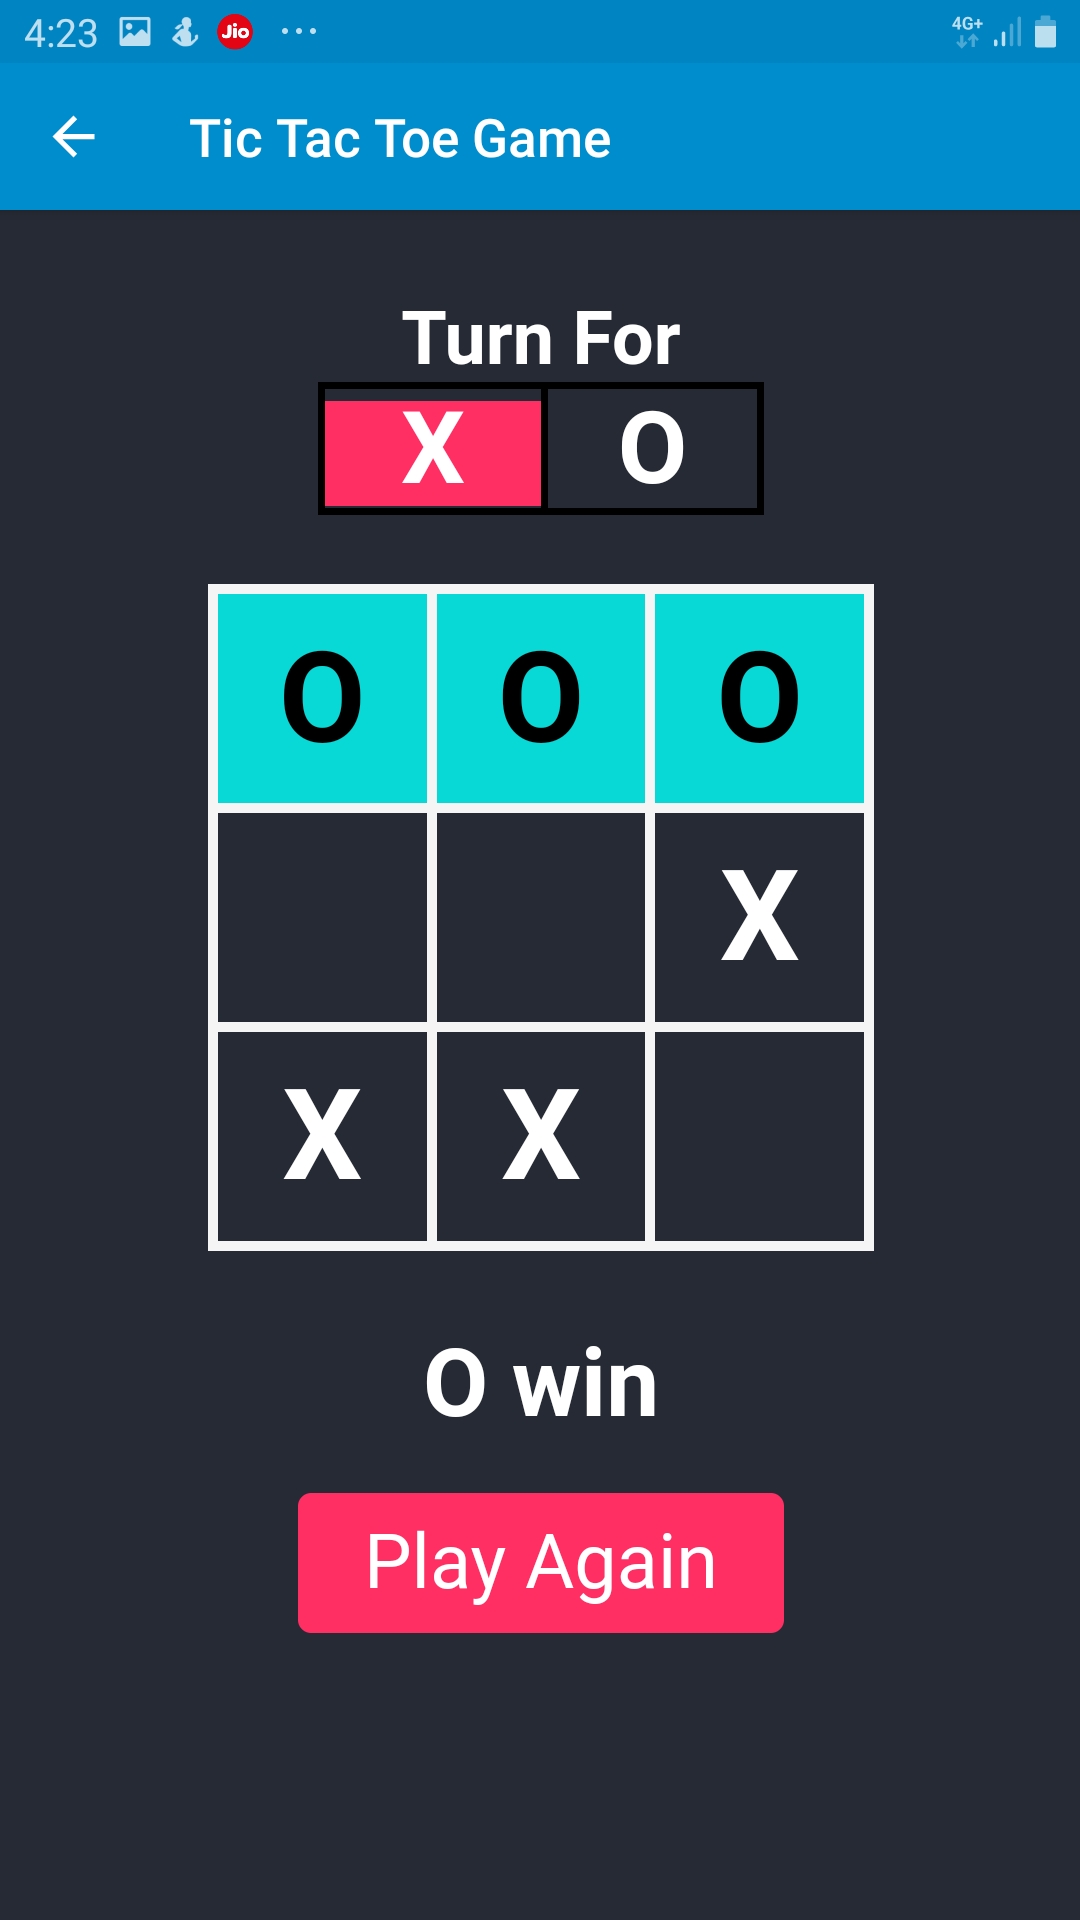 4:23 Jio 4G+
Tic Tac Toe Game
Turn For
X O
O O O
X
X X
O win
Play Again